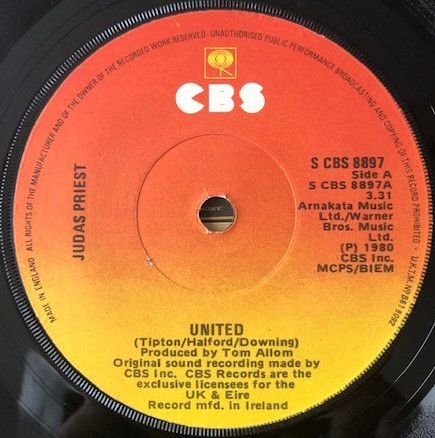 ALL RIGHTS OF THE MANUFACTURER AND OF THE OWNER OF THE RECORDED WORK RESERVED · UNAUTHORISED PUBLIC PERFORMANCE BROADCASTING AND COPYING OF THIS RECORD PROHIBITED ·
MADE IN ENGLAND
CBS
JUDAS PRIEST
S CBS 8897
Side A
S CBS 8897A
3.31
Arnakata Music
Ltd./Warner
Bros. Music
Ltd.
(P) 1980
CBS Inc.
MCPS/BIEM
UNITED
(Tipton/Halford/Downing)
Produced by Tom Allom
Original sound recording made by
CBS Inc. CBS Records are the
exclusive licensees for the
UK & Eire
Record mfd. in Ireland